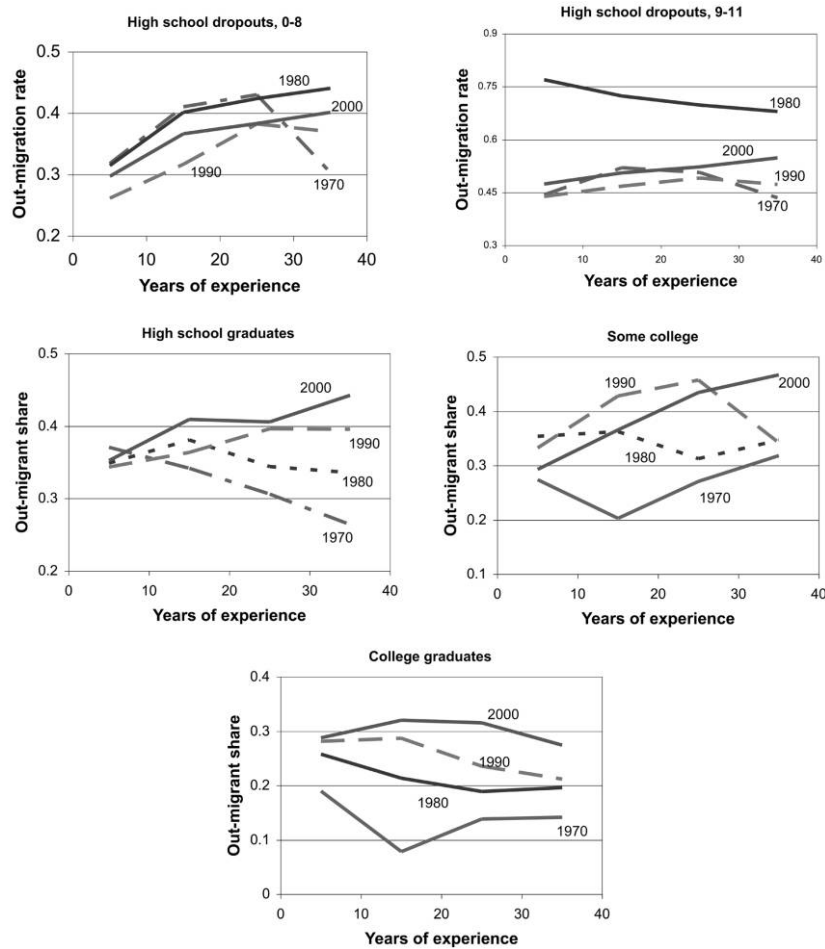 High school dropouts, 0-8
Out-migration rate
0.5
0.4
0.3
0.2
1980
2000
1990
1970
0 10 20 30 40
Years of experience
High school dropouts, 9-11
Out-migration rate
0.9
0.75
0.6
0.45
0.3
1980
2000
1990
1970
0 10 20 30 40
Years of experience
High school graduates
Out-migrant share
0.5
0.4
0.3
0.2
2000
1990
1980
1970
0 10 20 30 40
Years of experience
Some college
Out-migrant share
0.5
0.4
0.3
0.2
0.1
1990
2000
1980
1970
0 10 20 30 40
Years of experience
College graduates
Out-migrant share
0.4
0.3
0.2
0.1
0
2000
1990
1980
1970
0 10 20 30 40
Years of experience